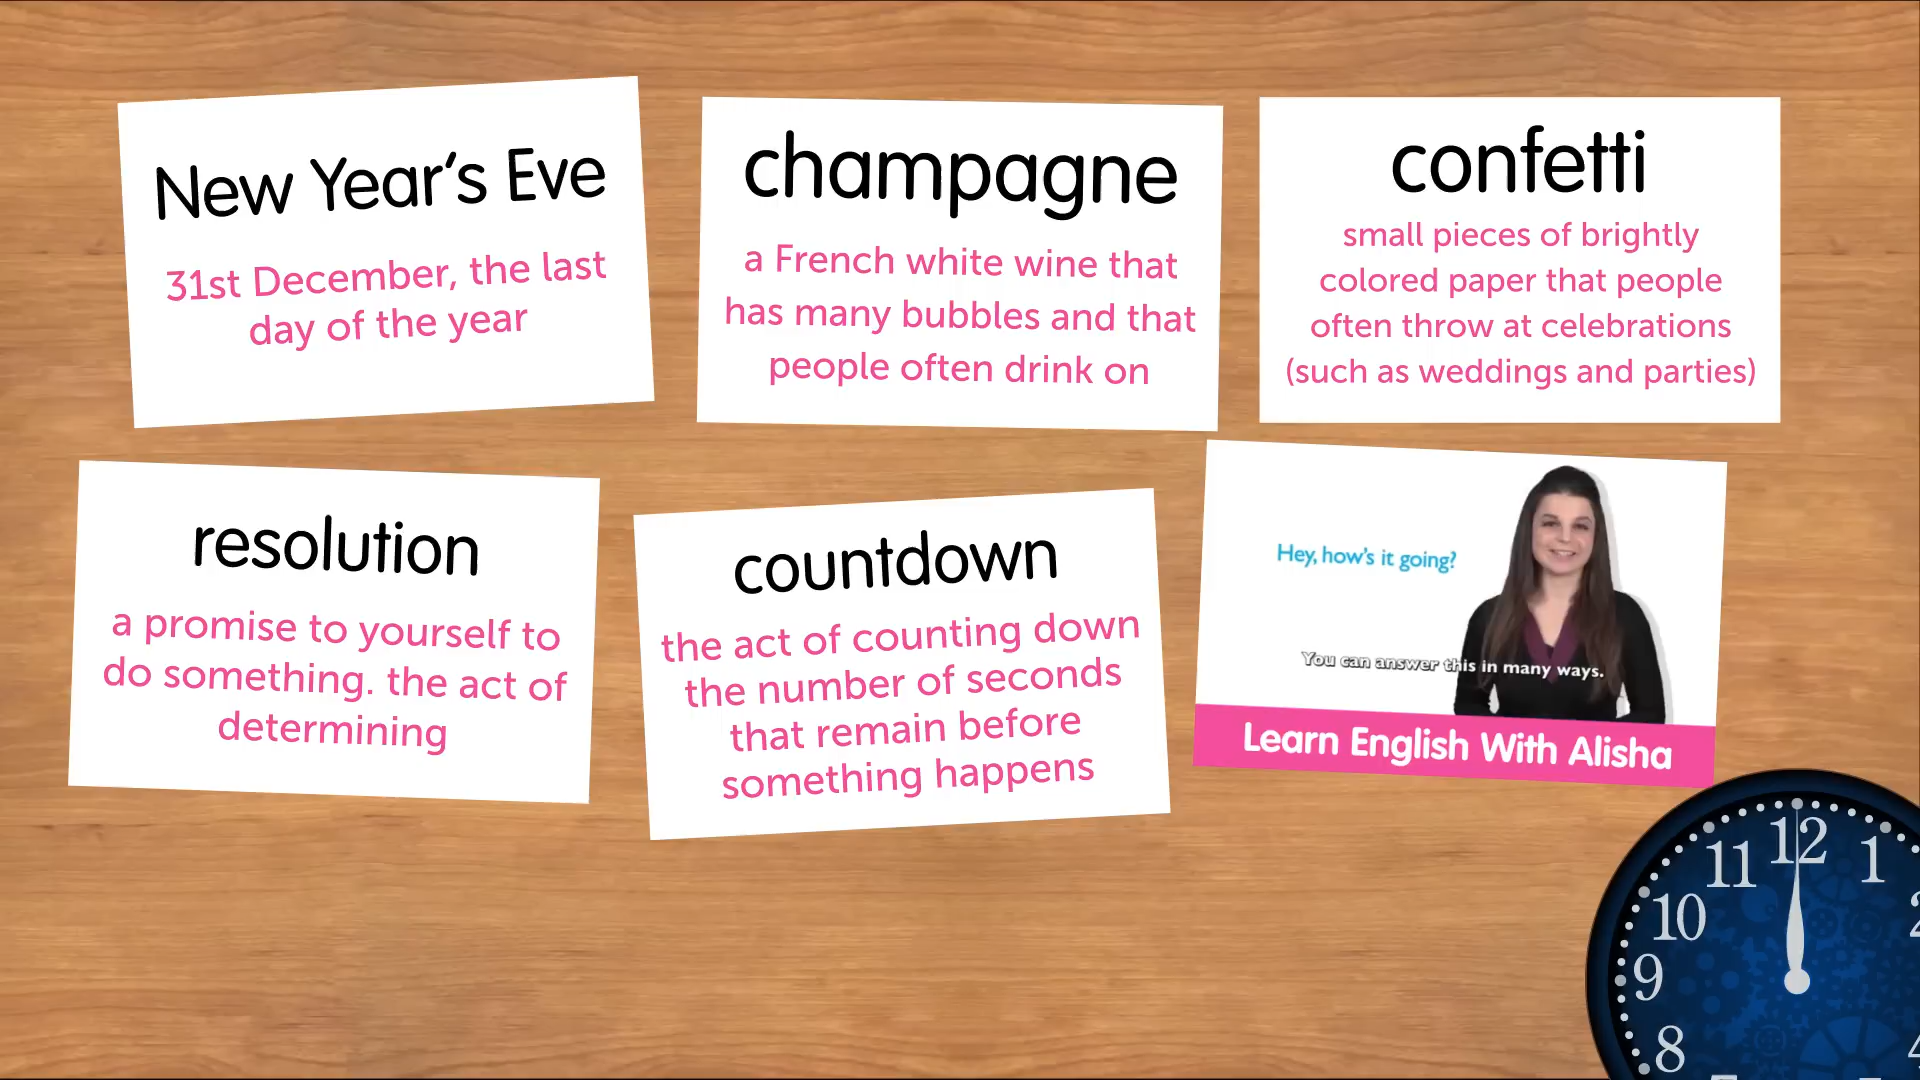 New Year's Eve
31st December, the last
day of the year
champagne
a French white wine that
has many bubbles and that
people often drink on
confetti
small pieces of brightly
colored paper that people
often throw at celebrations
(such as weddings and parties)
resolution
a promise to yourself to
do something. the act of
determining
countdown
the act of counting down
the number of seconds
that remain before
something happens
Hey, how's it going?
You can answer this in many ways.
Learn English With Alisha
12
11
1
10
9
8